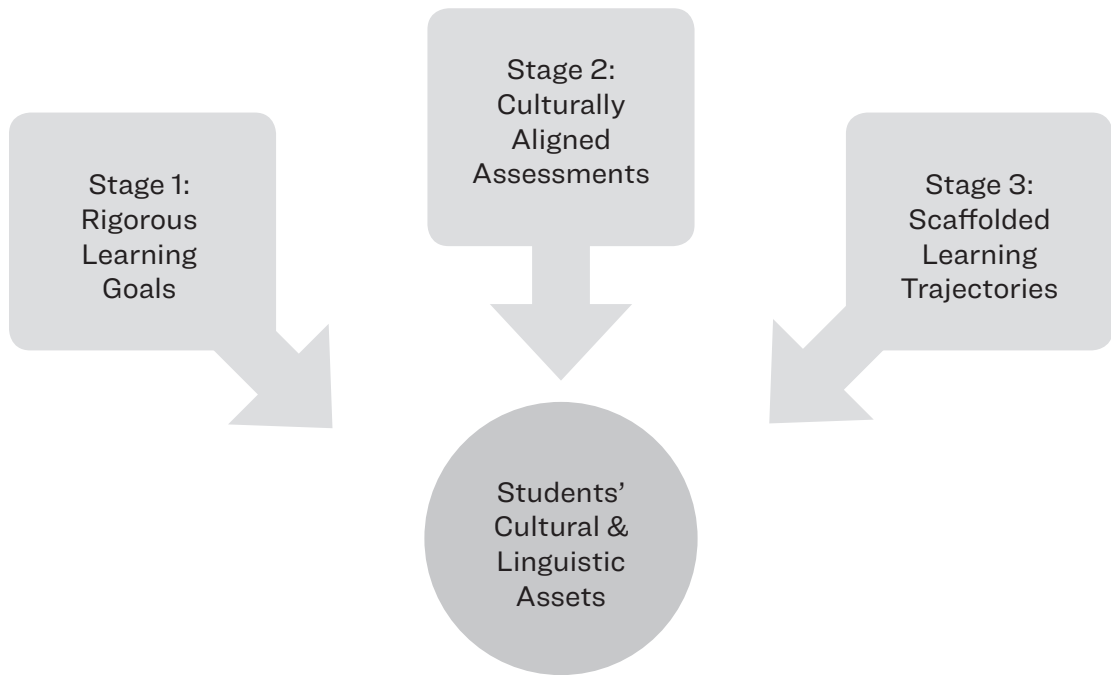 Stage 1:
Rigorous
Learning
Goals
Stage 2:
Culturally
Aligned
Assessments
Stage 3:
Scaffolded
Learning
Trajectories
Students’
Cultural &
Linguistic
Assets